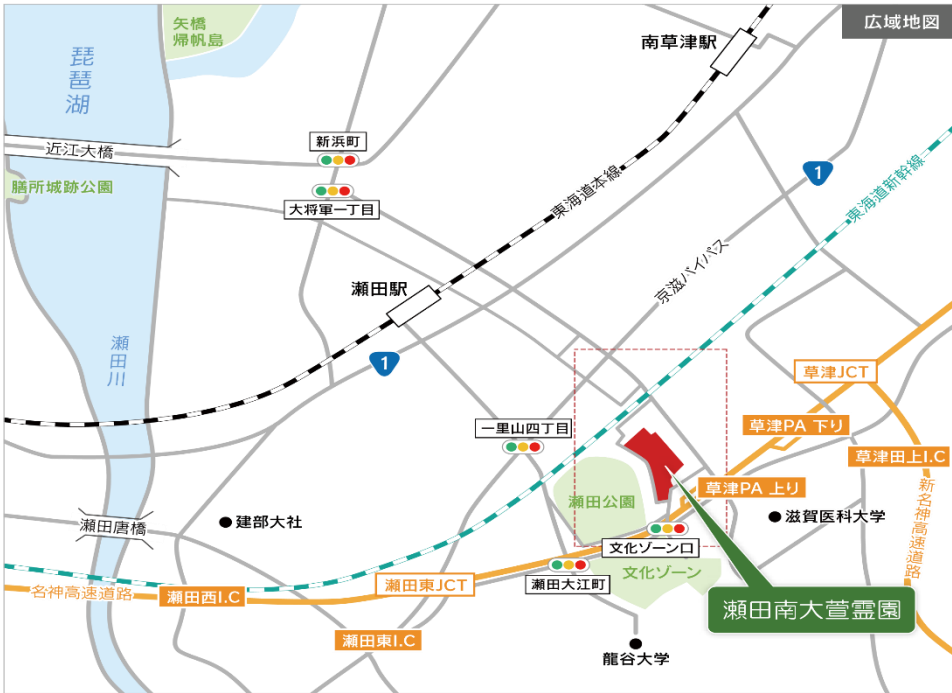 広域地図
矢橋
帰帆島
南草津駅
琵琶湖
新浜町
近江大橋
膳所城跡公園
大将軍一丁目
1
東海道本線
東海道新幹線
京滋バイパス
瀬田駅
瀬田川
1
草津JCT
一里山四丁目
草津PA 下り
草津田上I.C
瀬田公園
草津PA 上り
新名神高速道路
建部大社
瀬田唐橋
滋賀医科大学
文化ゾーン口
瀬田大江町
文化ゾーン
名神高速道路
瀬田西I.C
瀬田東JCT
瀬田南大萱霊園
瀬田東I.C
龍谷大学